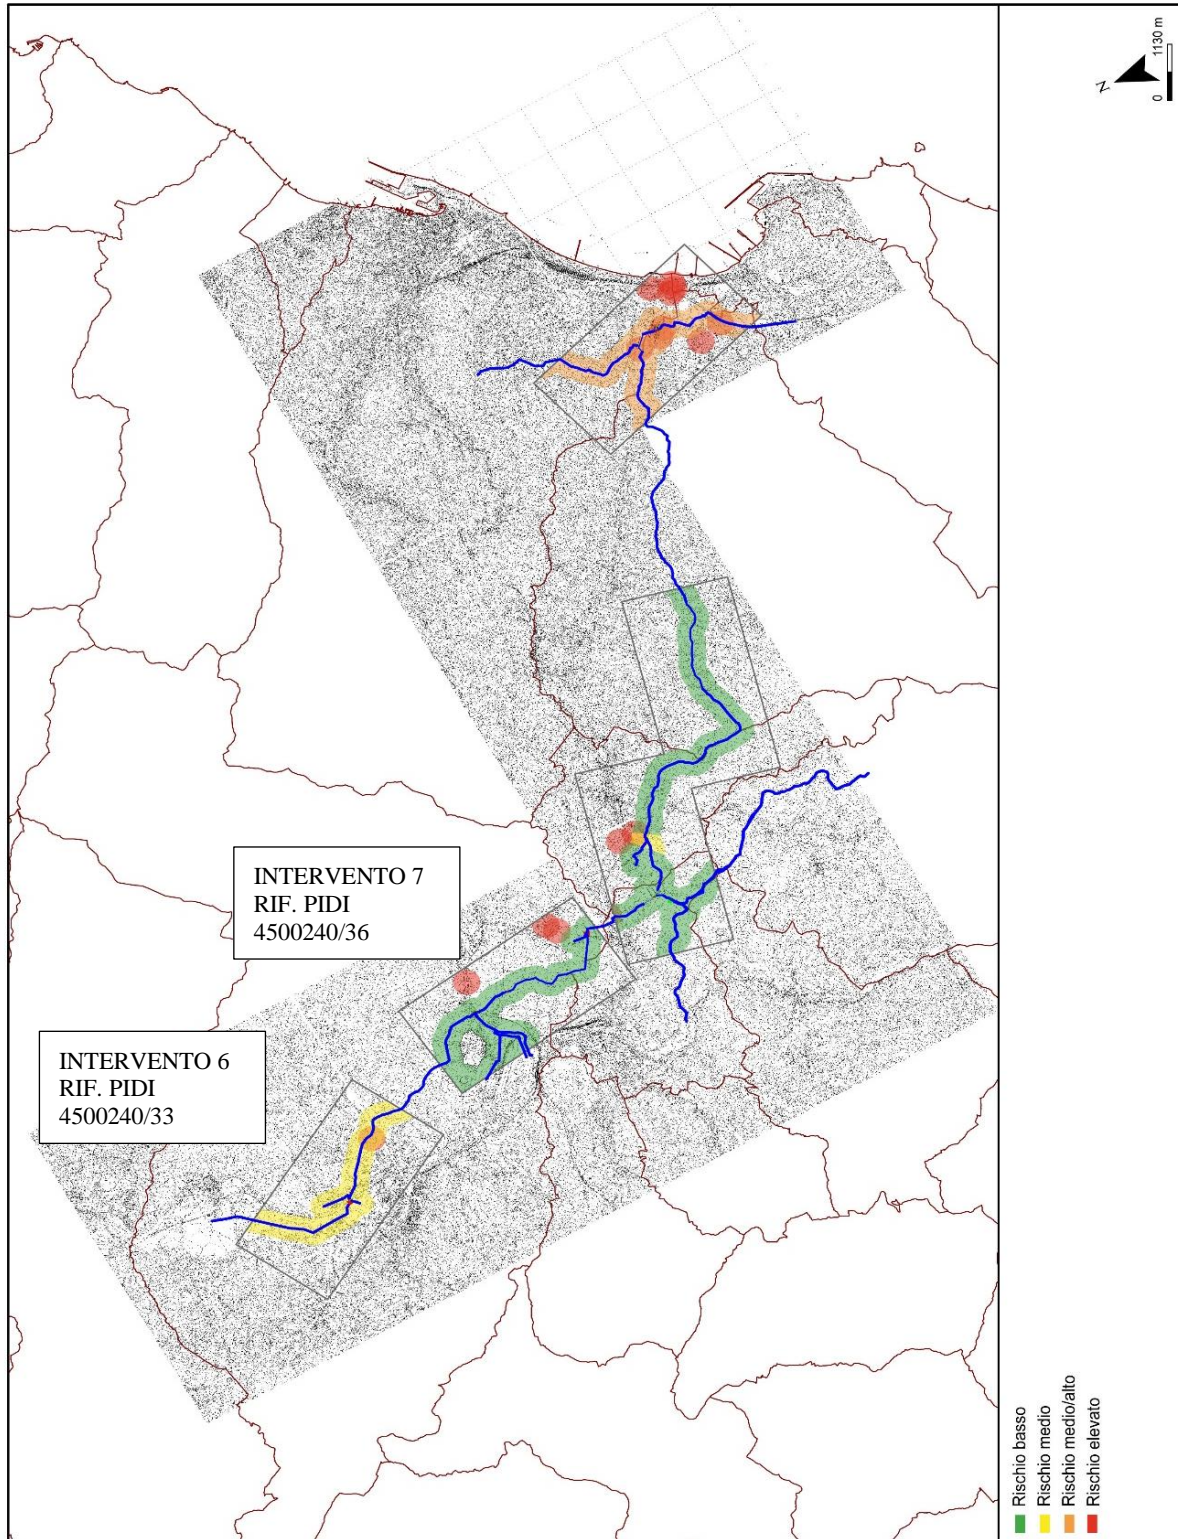 N
0 1130 m
INTERVENTO 7
RIF. PIDI
4500240/36
INTERVENTO 6
RIF. PIDI
4500240/33
Rischio basso
Rischio medio
Rischio medio/alto
Rischio elevato